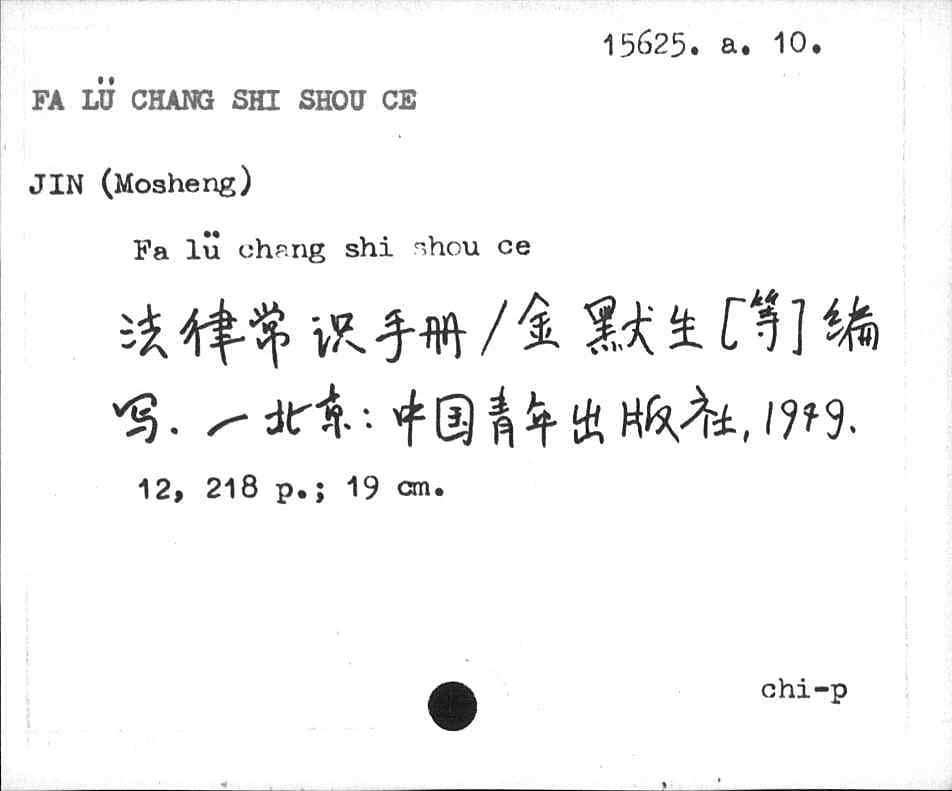 15625. a. 10.
FA LÜ CHANG SHI SHOU CE
JIN (Mosheng)
Fa lü chang shi shou ce
法律常识手册/金默生[等]编
写. — 北京: 中国青年出版社, 1979.
12, 218 p.; 19 cm.
chi-p